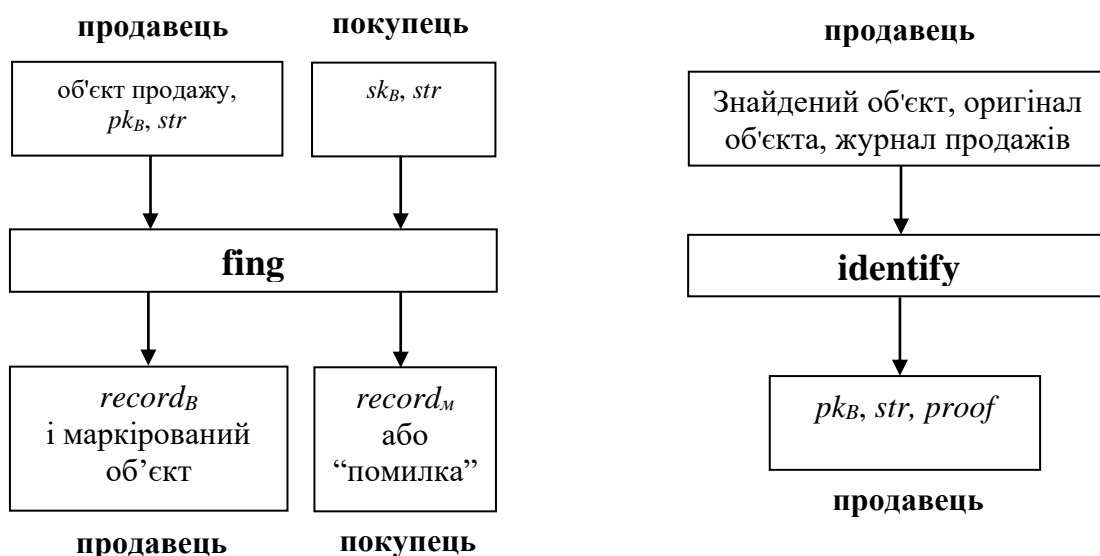 продавець
покупець
об'єкт продажу,
pkB, str
skB, str
fing
recordB
і маркірований
об’єкт
recordм
або
“помилка”
продавець
покупець
продавець
Знайдений об'єкт, оригінал
об'єкта, журнал продажів
identify
pkB, str, proof
продавець